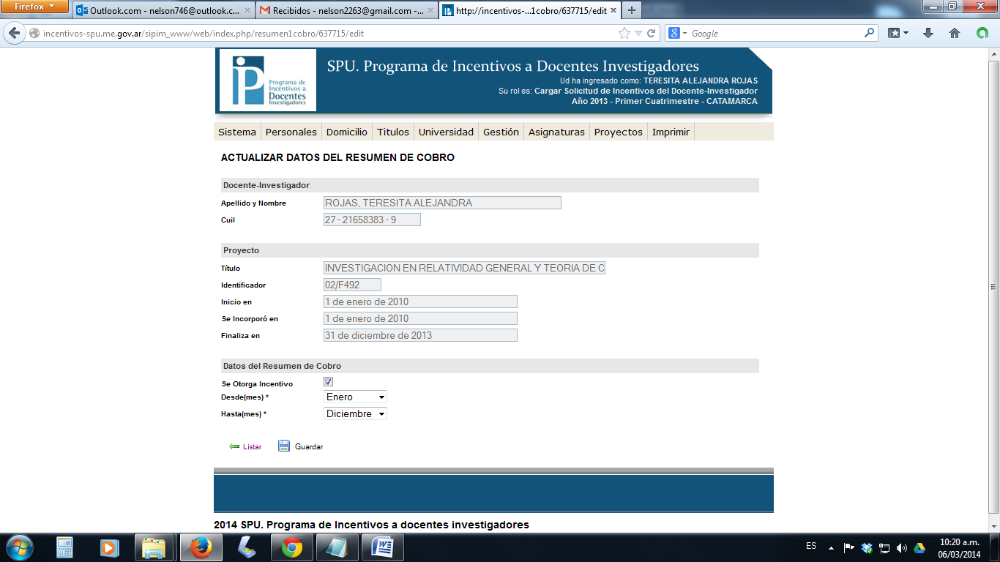 Firefox
Outlook.com - nelson746@outlook.c...
Recibidos - nelson2263@gmail.com -...
http://incentivos-...1cobro/637715/edit
incentivos-spu.me.gov.ar/sipim_www/web/index.php/resumen1cobro/637715/edit
Google
Programa de
Incentivos a
Docentes
Investigadores
SPU. Programa de Incentivos a Docentes Investigadores
Ud ha ingresado como: TERESITA ALEJANDRA ROJAS
Su rol es: Cargar Solicitud de Incentivos del Docente-Investigador
Año 2013 - Primer Cuatrimestre - CATAMARCA
Sistema Personales Domicilio Titulos Universidad Gestión Asignaturas Proyectos Imprimir
ACTUALIZAR DATOS DEL RESUMEN DE COBRO
Docente-Investigador
Apellido y Nombre ROJAS, TERESITA ALEJANDRA
Cuil 27 - 21658383 - 9
Proyecto
Título INVESTIGACION EN RELATIVIDAD GENERAL Y TEORIA DE C
Identificador 02/F492
Inicio en 1 de enero de 2010
Se Incorporó en 1 de enero de 2010
Finaliza en 31 de diciembre de 2013
Datos del Resumen de Cobro
Se Otorga Incentivo
Desde(mes) * Enero
Hasta(mes) * Diciembre
Listar Guardar
2014 SPU. Programa de Incentivos a docentes investigadores
ES
10:20 a.m.
06/03/2014